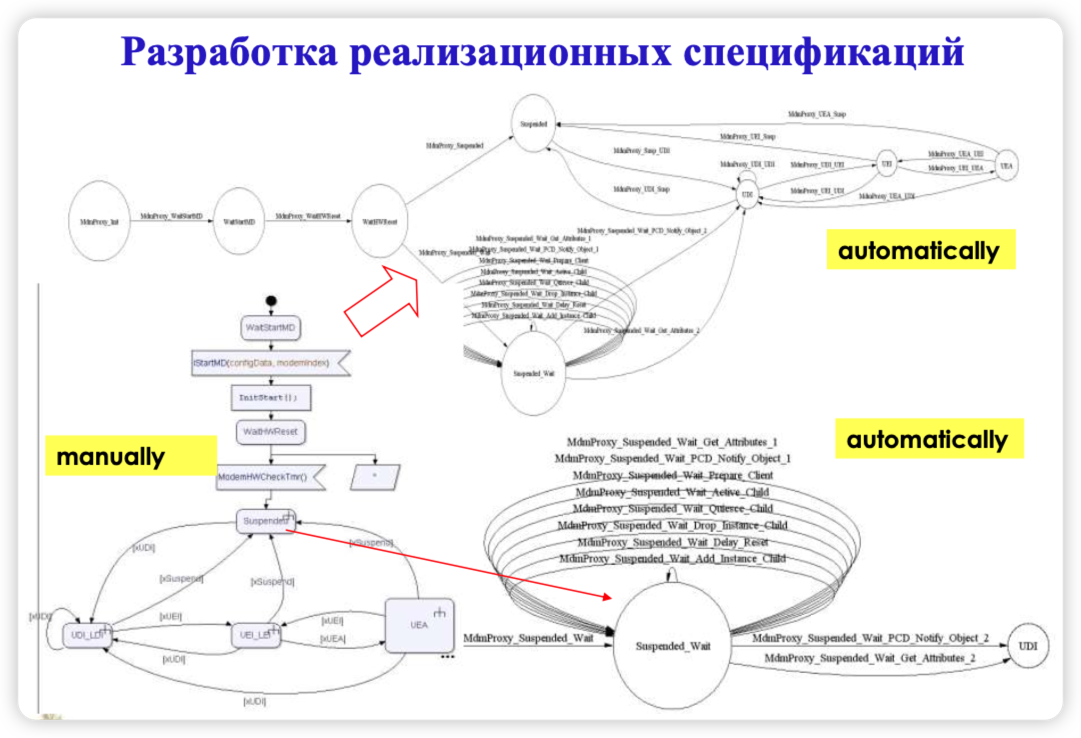 Разработка реализационных спецификаций
Suspended
MdmProxy_UEA_Susp
MdmProxy_UEI_Susp
MdmProxy_Suspended
MdmProxy_Susp_UDI
MdmProxy_UEA_UEI
MdmProxy_UDI_UDI
MdmProxy_UDI_UEI
UEI
MdmProxy_UEI_UEA
UEA
MdmProxy_UDI_Susp
UDI
MdmProxy_UEI_UDI
MdmProxy_UEA_UDI
MdmProxy_Init
MdmProxy_WaitStartMD
WaitStartMD
MdmProxy_WaitHWReset
WaitHWReset
MdmProxy_Suspended_Wait_PCD_Notify_Object_2
MdmProxy_Suspended_Wait_Get_Attributes_1
MdmProxy_Suspended_Wait_PCD_Notify_Object_1
MdmProxy_Suspended_Wait_Prepare_Client
MdmProxy_Suspended_Wait_Active_Child
MdmProxy_Suspended_Wait_Quiesce_Child
MdmProxy_Suspended_Wait_Drop_Instance_Child
MdmProxy_Suspended_Wait_Delay_Reset
MdmProxy_Suspended_Wait_Add_Instance_Child
MdmProxy_Suspended_Wait_Get_Attributes_2
Suspended_Wait
automatically
WaitStartMD
iStartMD(configData, modemIndex)
InitStart();
WaitHWReset
ModemHWCheckTmr()
*
manually
Suspended
[xUDI]
[xSuspend]
[xSuspend]
[xSuspend]
[xUDI]
UDI_LDI
[xUEI]
UEI_LEI
[xUEI]
[xUEA]
UEA
[xUDI]
[xUDI]
automatically
MdmProxy_Suspended_Wait_Get_Attributes_1
MdmProxy_Suspended_Wait_PCD_Notify_Object_1
MdmProxy_Suspended_Wait_Prepare_Client
MdmProxy_Suspended_Wait_Active_Child
MdmProxy_Suspended_Wait_Quiesce_Child
MdmProxy_Suspended_Wait_Drop_Instance_Child
MdmProxy_Suspended_Wait_Delay_Reset
MdmProxy_Suspended_Wait_Add_Instance_Child
MdmProxy_Suspended_Wait
Suspended_Wait
MdmProxy_Suspended_Wait_PCD_Notify_Object_2
MdmProxy_Suspended_Wait_Get_Attributes_2
UDI